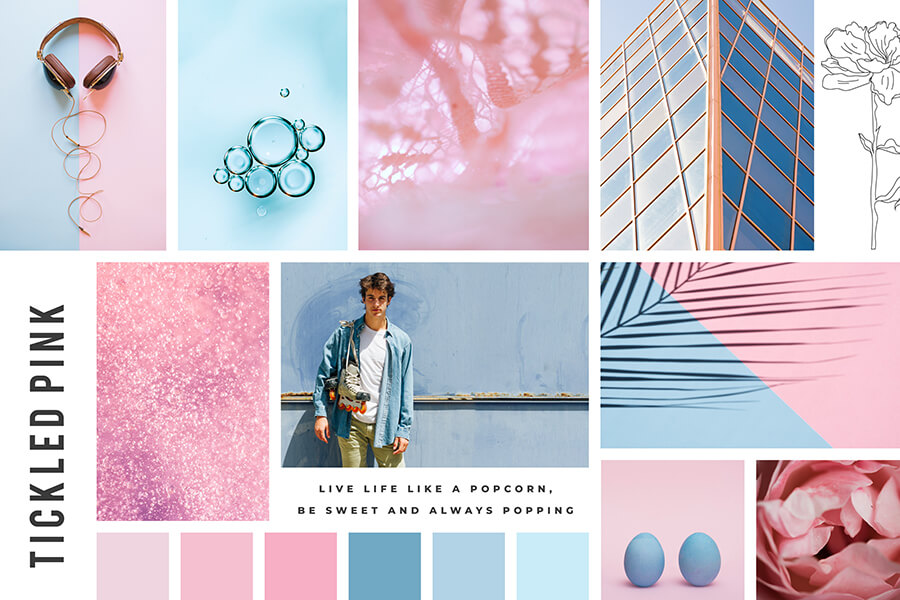 TICKLED PINK
LIVE LIFE LIKE A POPCORN,
BE SWEET AND ALWAYS POPPING